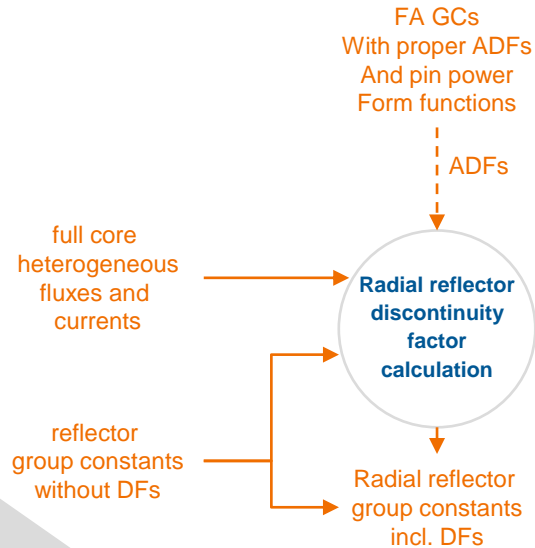 FA GCs
With proper ADFs
And pin power
Form functions
ADFs
full core
heterogeneous
fluxes and
currents
Radial reflector
discontinuity
factor
calculation
reflector
group constants
without DFs
Radial reflector
group constants
incl. DFs